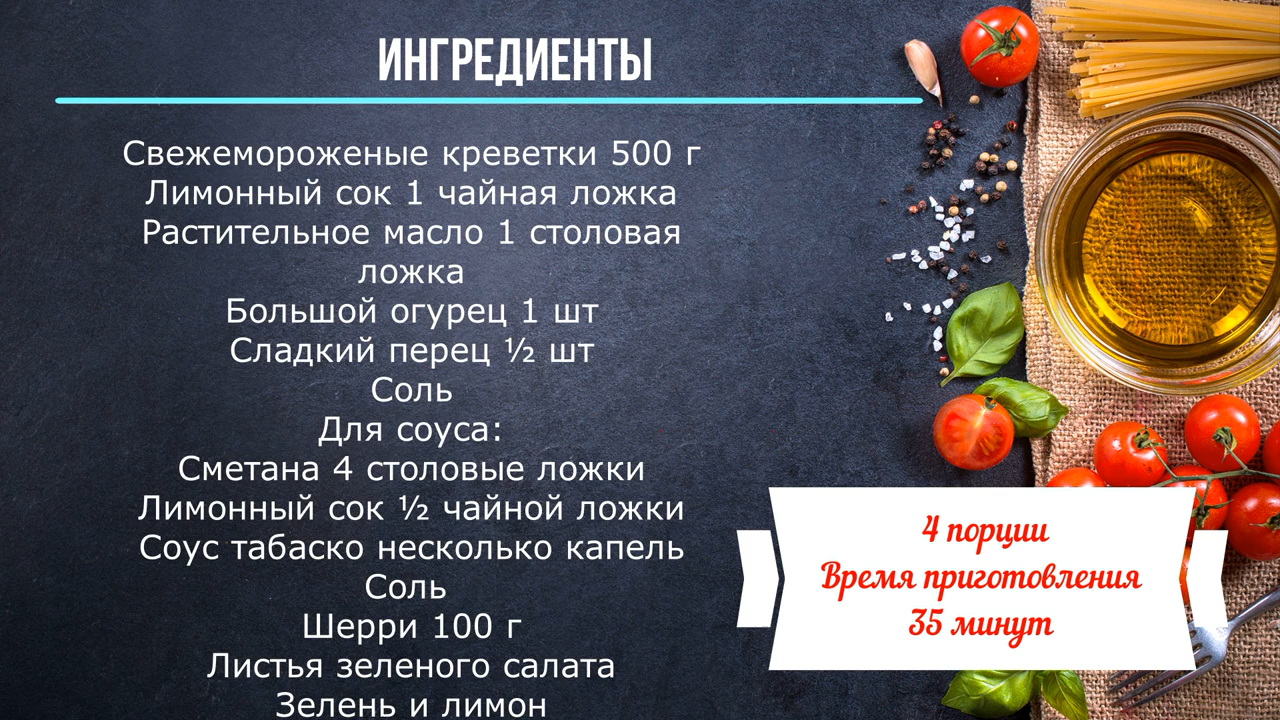 ИНГРЕДИЕНТЫ
Свежемороженые креветки 500 г
Лимонный сок 1 чайная ложка
Растительное масло 1 столовая
ложка
Большой огурец 1 шт
Сладкий перец ½ шт
Соль
Для соуса:
Сметана 4 столовые ложки
Лимонный сок ½ чайной ложки
Соус табаско несколько капель
Соль
Шерри 100 г
Листья зеленого салата
Зелень и лимон
4 порции
Время приготовления
35 минут